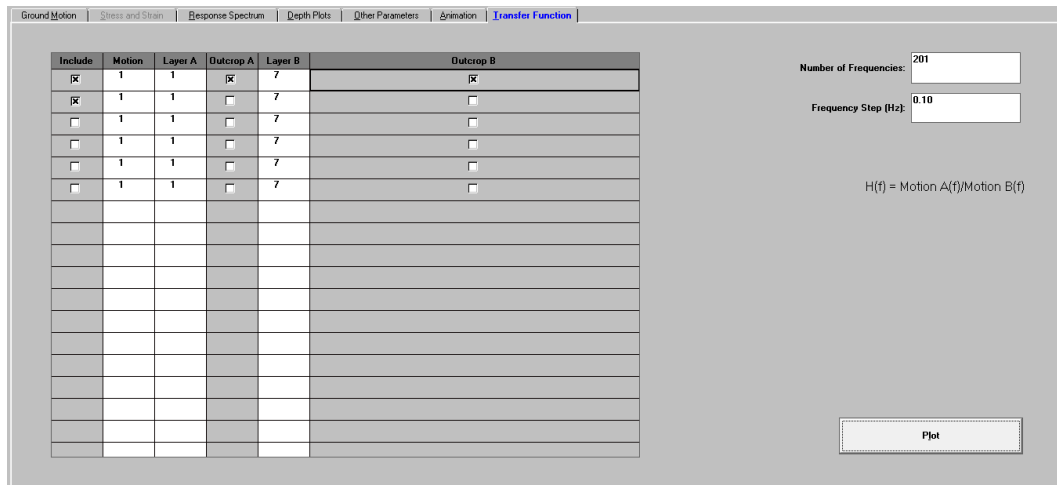 Ground Motion Stress and Strain Response Spectrum Depth Plots Other Parameters Animation Transfer Function
Include Motion Layer A Outcrop A Layer B Outcrop B
1 1 7
1 1 7
1 1 7
1 1 7
1 1 7
1 1 7
Number of Frequencies: 201
Frequency Step (Hz): 0.10
H(f) = Motion A(f)/Motion B(f)
Plot